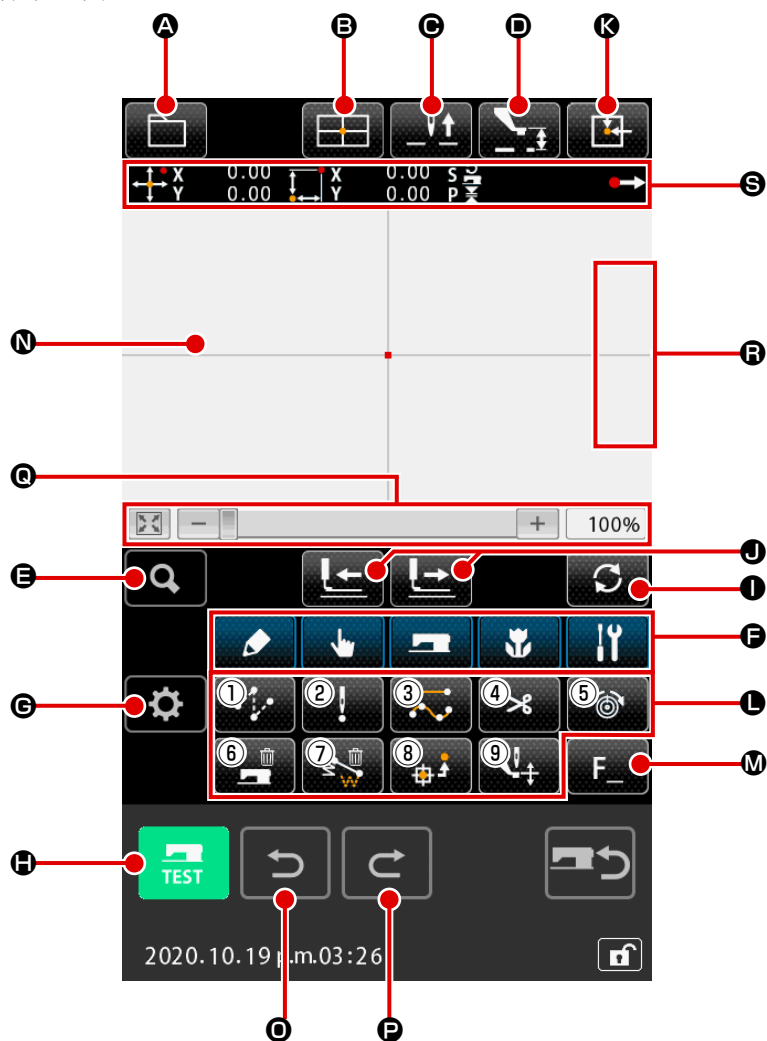 A B C D K
X 0.00 X 0.00 S
Y 0.00 Y 0.00 P
S
N
R
Q
100%
J
E
I
F
① ② ③ ④ ⑤
G
L
⑥ ⑦ ⑧ ⑨ F_
M
H
TEST
2020.10.19 p.m.03:26
O P